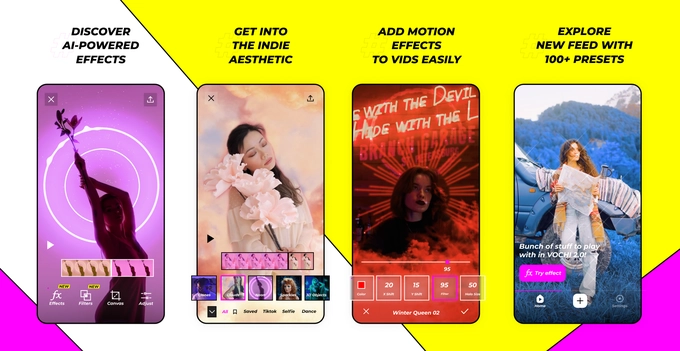 DISCOVER
AI-POWERED
EFFECTS
NEW
NEW
Effects
Filters
Canvas
Adjust
GET INTO
THE INDIE
AESTHETIC
All
Saved
Tiktok
Selfie
Dance
ADD MOTION
EFFECTS
TO VIDS EASILY
E WITH THE DEVIL
HIDE WITH THE L
95
20
15
95
50
Color
Winter Queen 02
EXPLORE
NEW FEED WITH
100+ PRESETS
Bunch of stuff to play
with in VOCHI 2.0!
fx Try effect
Home
Settings